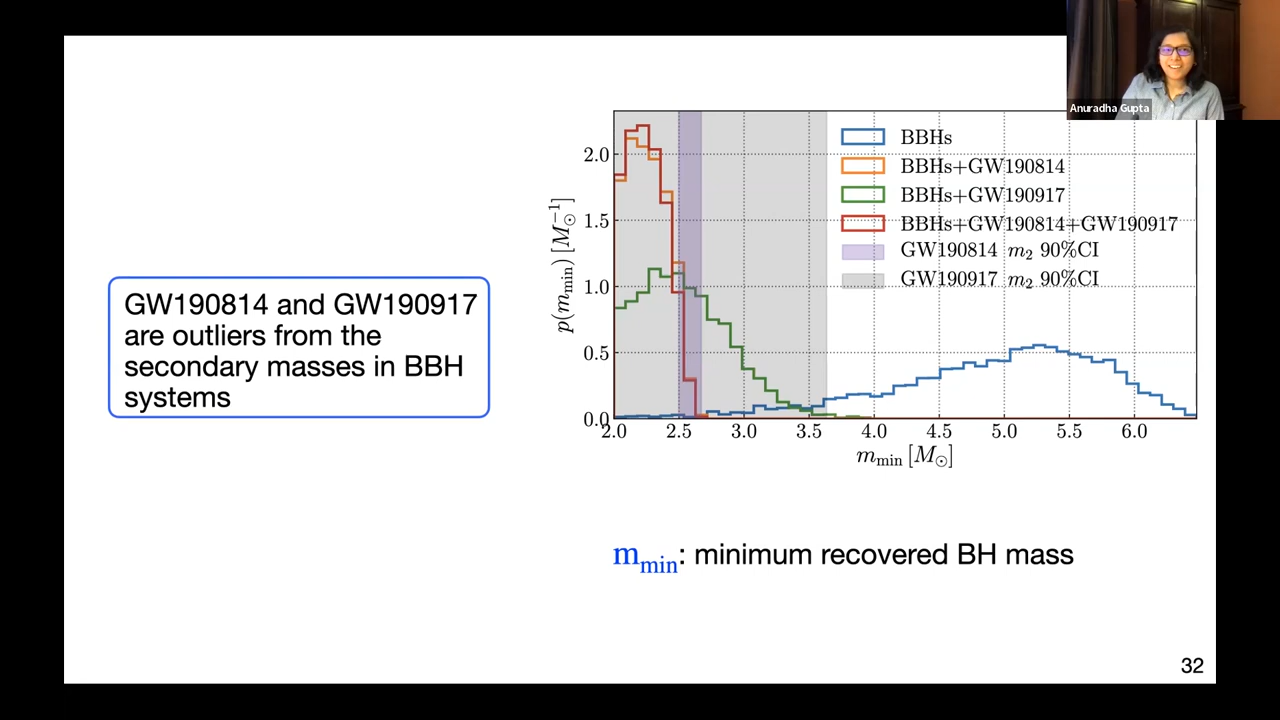 Anuradha Gupta
GW190814 and GW190917
are outliers from the
secondary masses in BBH
systems
p(m_min) [M_⊙^−1]
2.0
1.5
1.0
0.5
0.0
BBHs
BBHs+GW190814
BBHs+GW190917
BBHs+GW190814+GW190917
GW190814 m_2 90%CI
GW190917 m_2 90%CI
2.0 2.5 3.0 3.5 4.0 4.5 5.0 5.5 6.0
m_min [M_⊙]
m_min: minimum recovered BH mass
32